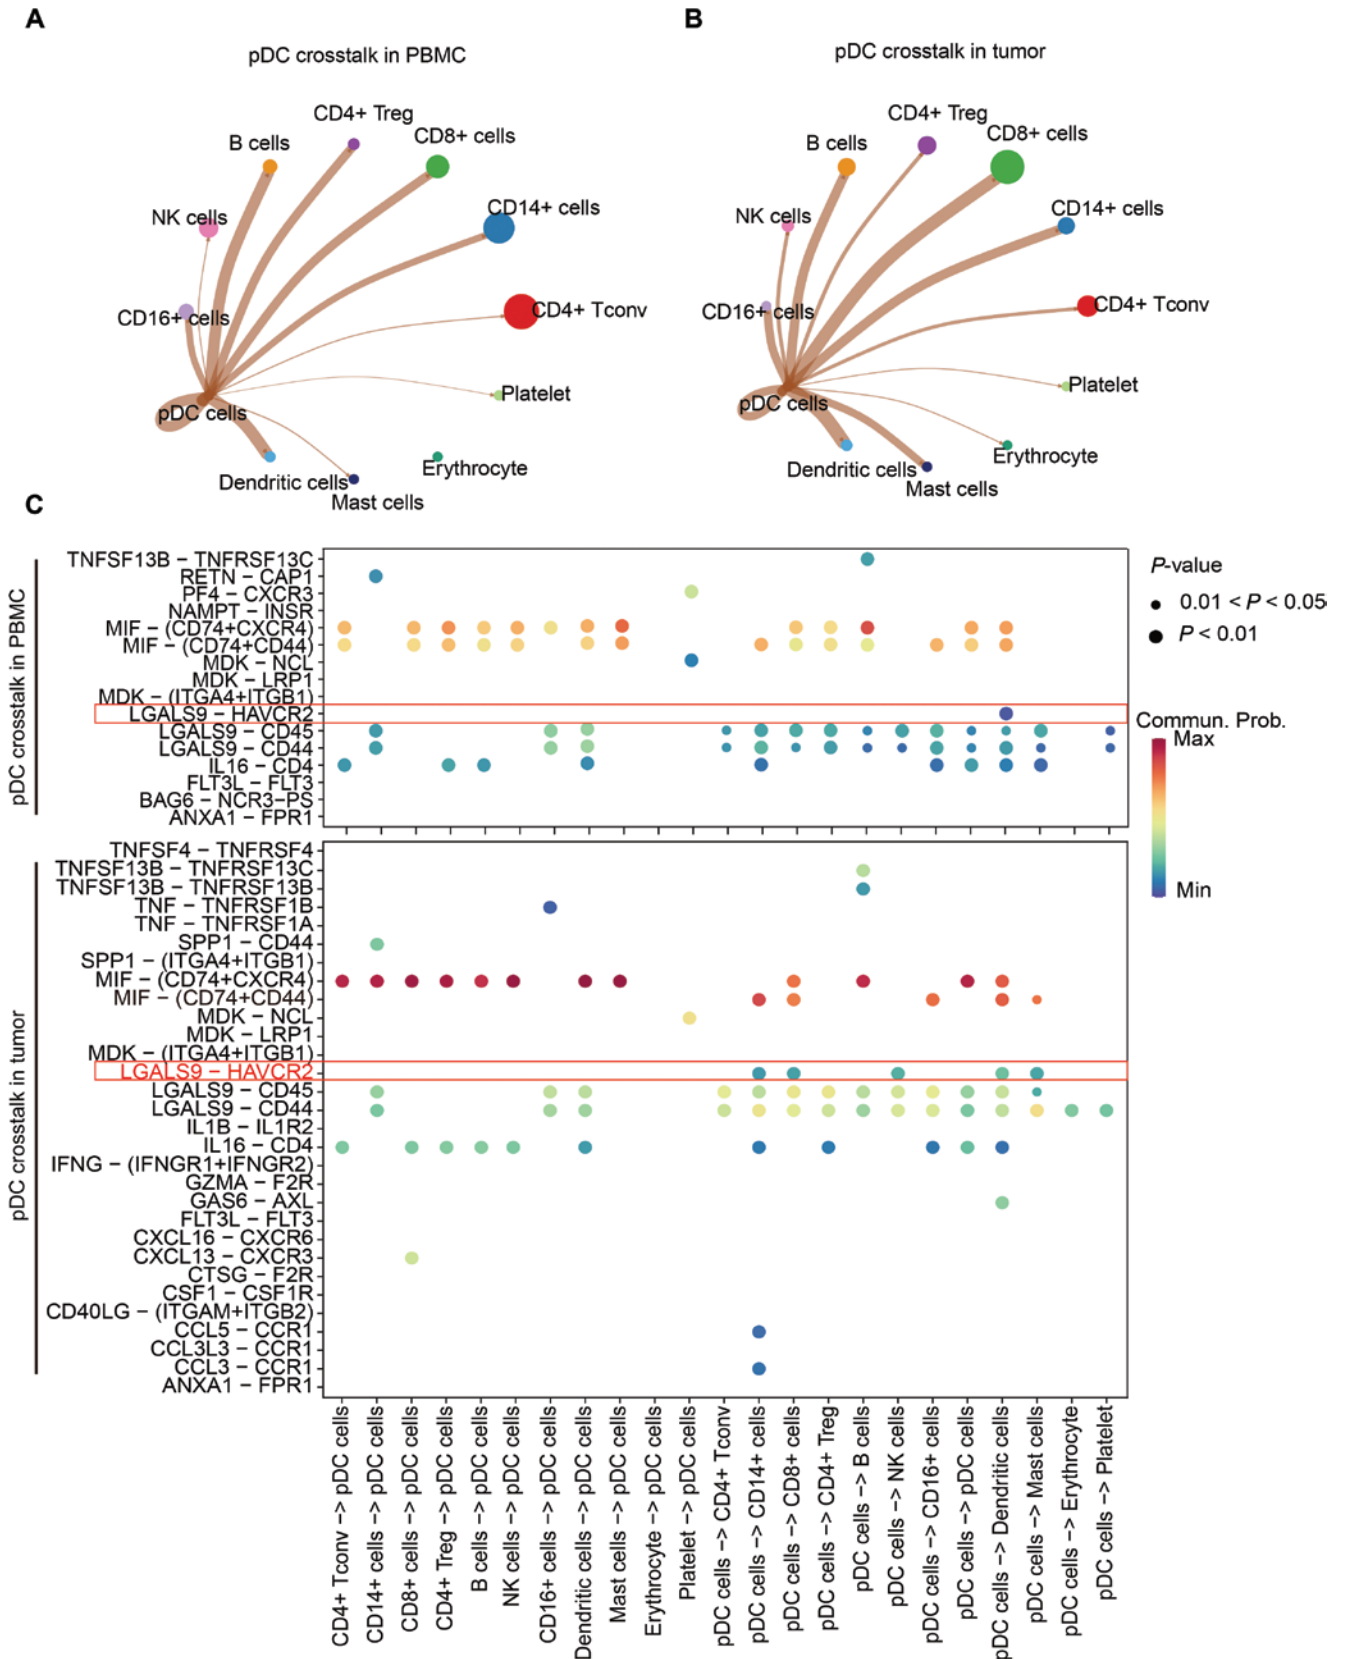 A
pDC crosstalk in PBMC
CD4+ Treg
B cells
CD8+ cells
NK cells
CD14+ cells
CD16+ cells
CD4+ Tconv
pDC cells
Platelet
Dendritic cells
Erythrocyte
Mast cells
B
pDC crosstalk in tumor
CD4+ Treg
B cells
CD8+ cells
NK cells
CD14+ cells
CD16+ cells
CD4+ Tconv
pDC cells
Platelet
Dendritic cells
Erythrocyte
Mast cells
C
pDC crosstalk in PBMC
TNFSF13B − TNFRSF13C
RETN − CAP1
PF4 − CXCR3
NAMPT − INSR
MIF − (CD74+CXCR4)
MIF − (CD74+CD44)
MDK − NCL
MDK − LRP1
MDK − (ITGA4+ITGB1)
LGALS9 − HAVCR2
LGALS9 − CD45
LGALS9 − CD44
IL16 − CD4
FLT3L − FLT3
BAG6 − NCR3−PS
ANXA1 − FPR1
pDC crosstalk in tumor
TNFSF4 − TNFRSF4
TNFSF13B − TNFRSF13C
TNFSF13B − TNFRSF13B
TNF − TNFRSF1B
TNF − TNFRSF1A
SPP1 − CD44
SPP1 − (ITGA4+ITGB1)
MIF − (CD74+CXCR4)
MIF − (CD74+CD44)
MDK − NCL
MDK − LRP1
MDK − (ITGA4+ITGB1)
LGALS9 − HAVCR2
LGALS9 − CD45
LGALS9 − CD44
IL1B − IL1R2
IL16 − CD4
IFNG − (IFNGR1+IFNGR2)
GZMA − F2R
GAS6 − AXL
FLT3L − FLT3
CXCL16 − CXCR6
CXCL13 − CXCR3
CTSG − F2R
CSF1 − CSF1R
CD40LG − (ITGAM+ITGB2)
CCL5 − CCR1
CCL3L3 − CCR1
CCL3 − CCR1
ANXA1 − FPR1
P-value
0.01 < P < 0.05
P < 0.01
Commun. Prob.
Max
Min
CD4+ Tconv −> pDC cells
CD14+ cells −> pDC cells
CD8+ cells −> pDC cells
CD4+ Treg −> pDC cells
B cells −> pDC cells
NK cells −> pDC cells
CD16+ cells −> pDC cells
Dendritic cells −> pDC cells
Mast cells −> pDC cells
Erythrocyte −> pDC cells
Platelet −> pDC cells
pDC cells −> CD4+ Tconv
pDC cells −> CD14+ cells
pDC cells −> CD8+ cells
pDC cells −> CD4+ Treg
pDC cells −> B cells
pDC cells −> NK cells
pDC cells −> CD16+ cells
pDC cells −> pDC cells
pDC cells −> Dendritic cells
pDC cells −> Mast cells
pDC cells −> Erythrocyte
pDC cells −> Platelet